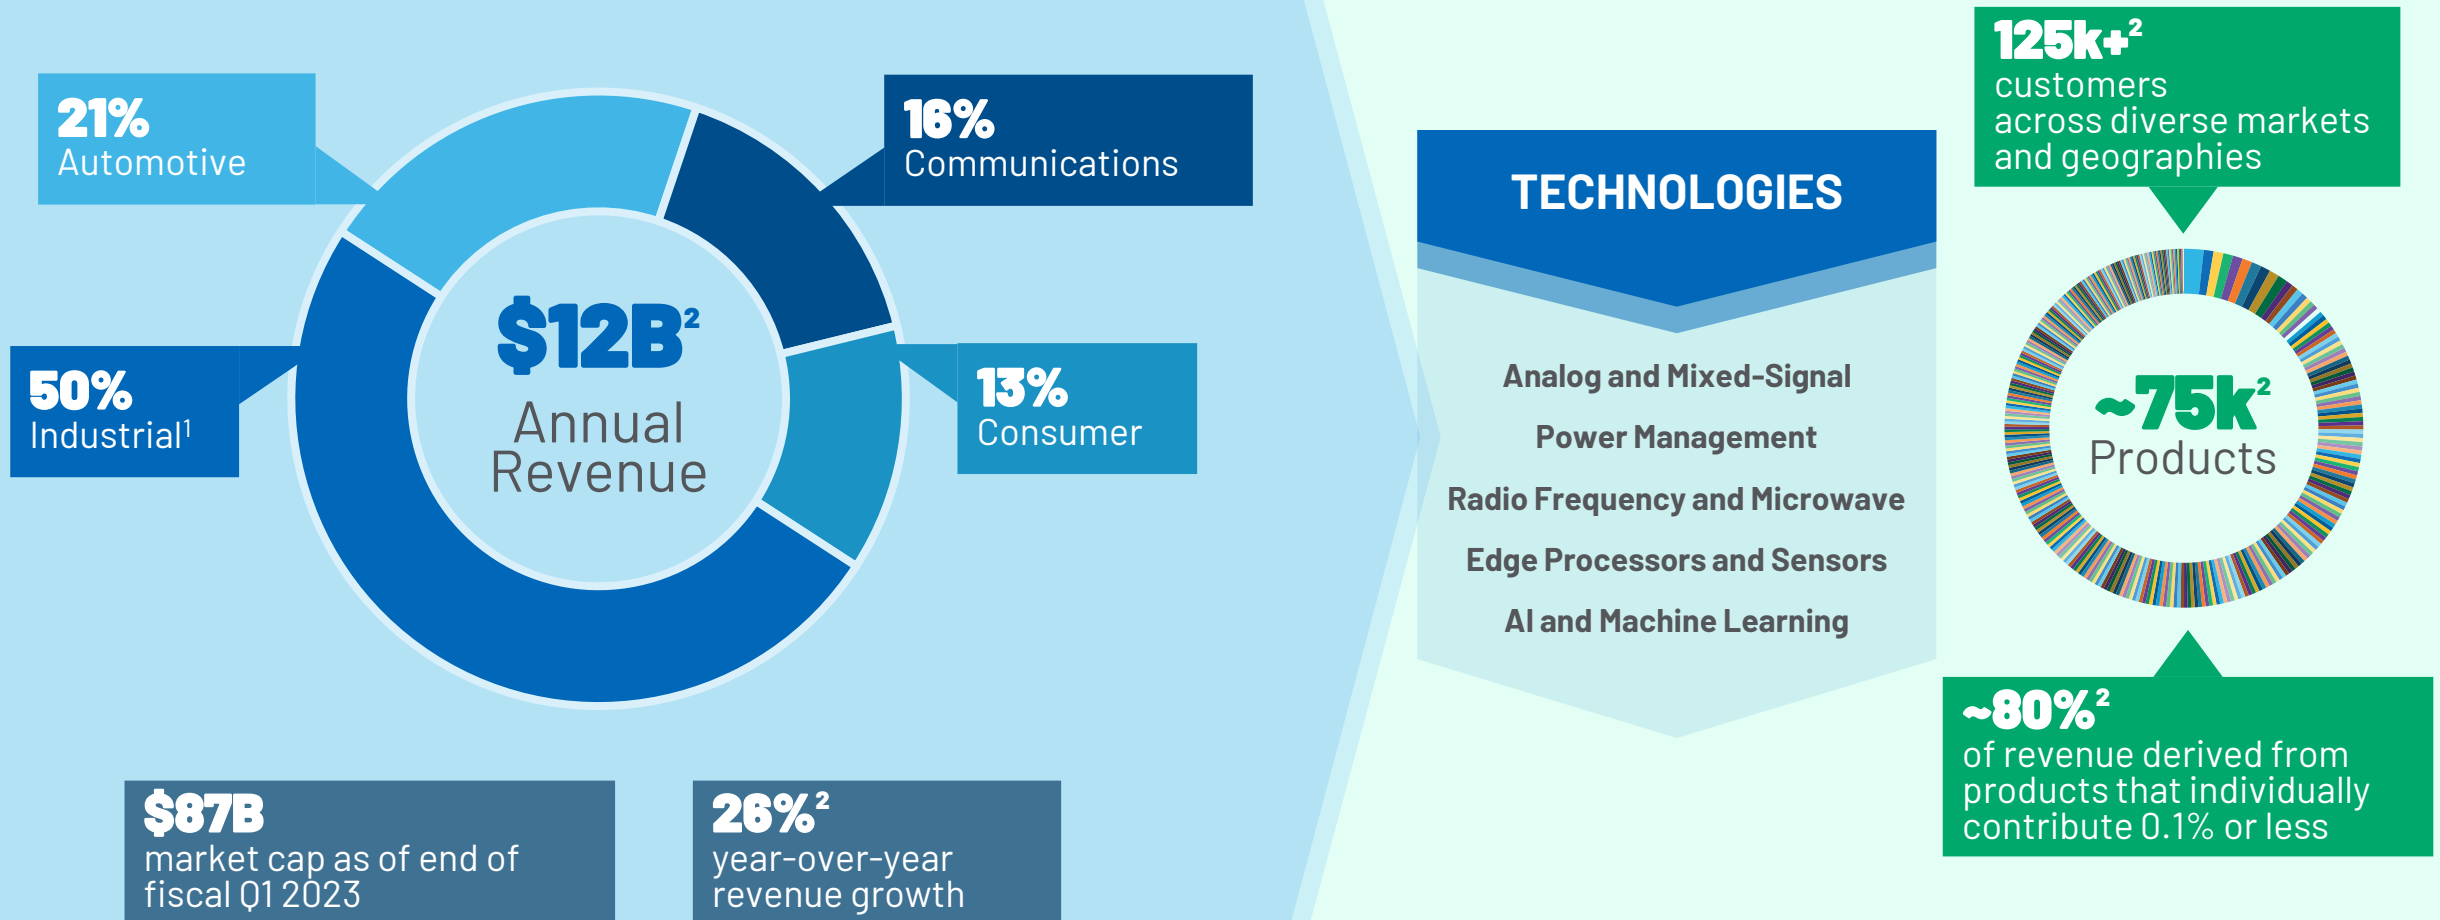 21%
Automotive
16%
Communications
50%
Industrial¹
$12B²
Annual
Revenue
13%
Consumer
$87B
market cap as of end of
fiscal Q1 2023
26%²
year-over-year
revenue growth
TECHNOLOGIES
Analog and Mixed-Signal
Power Management
Radio Frequency and Microwave
Edge Processors and Sensors
AI and Machine Learning
125k+²
customers
across diverse markets
and geographies
~75k²
Products
~80%²
of revenue derived from
products that individually
contribute 0.1% or less